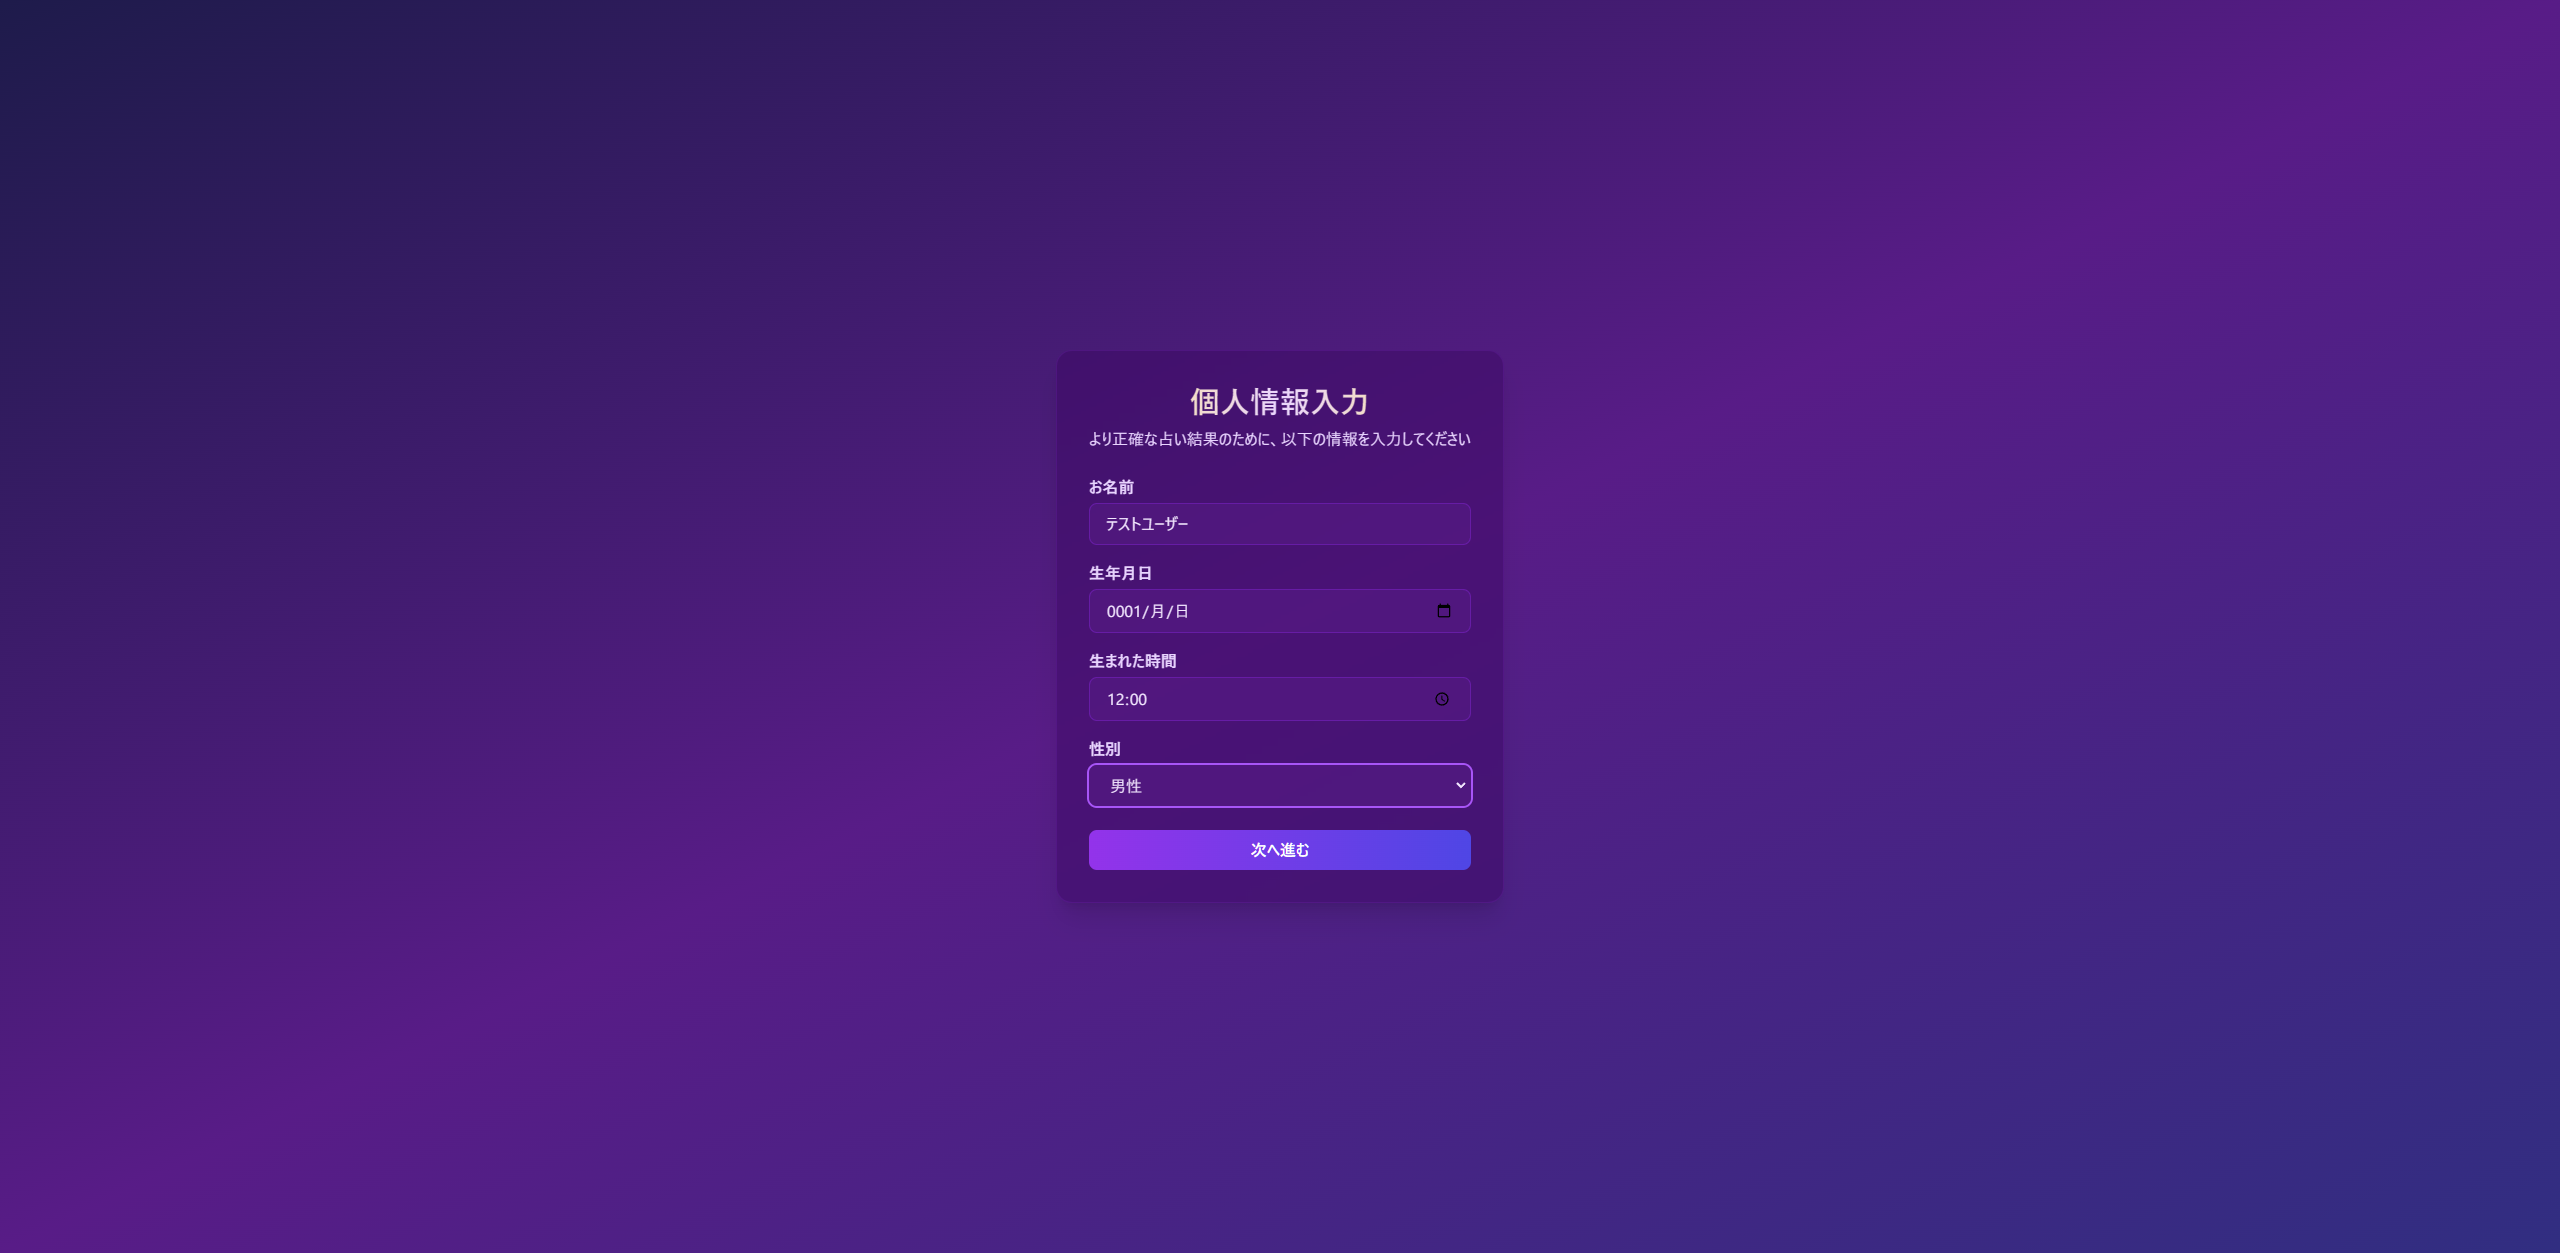 個人情報入力
より正確な占い結果のために、以下の情報を入力してください
お名前
テストユーザー
生年月日
0001/月/日
生まれた時間
12:00
性別
男性
次へ進む